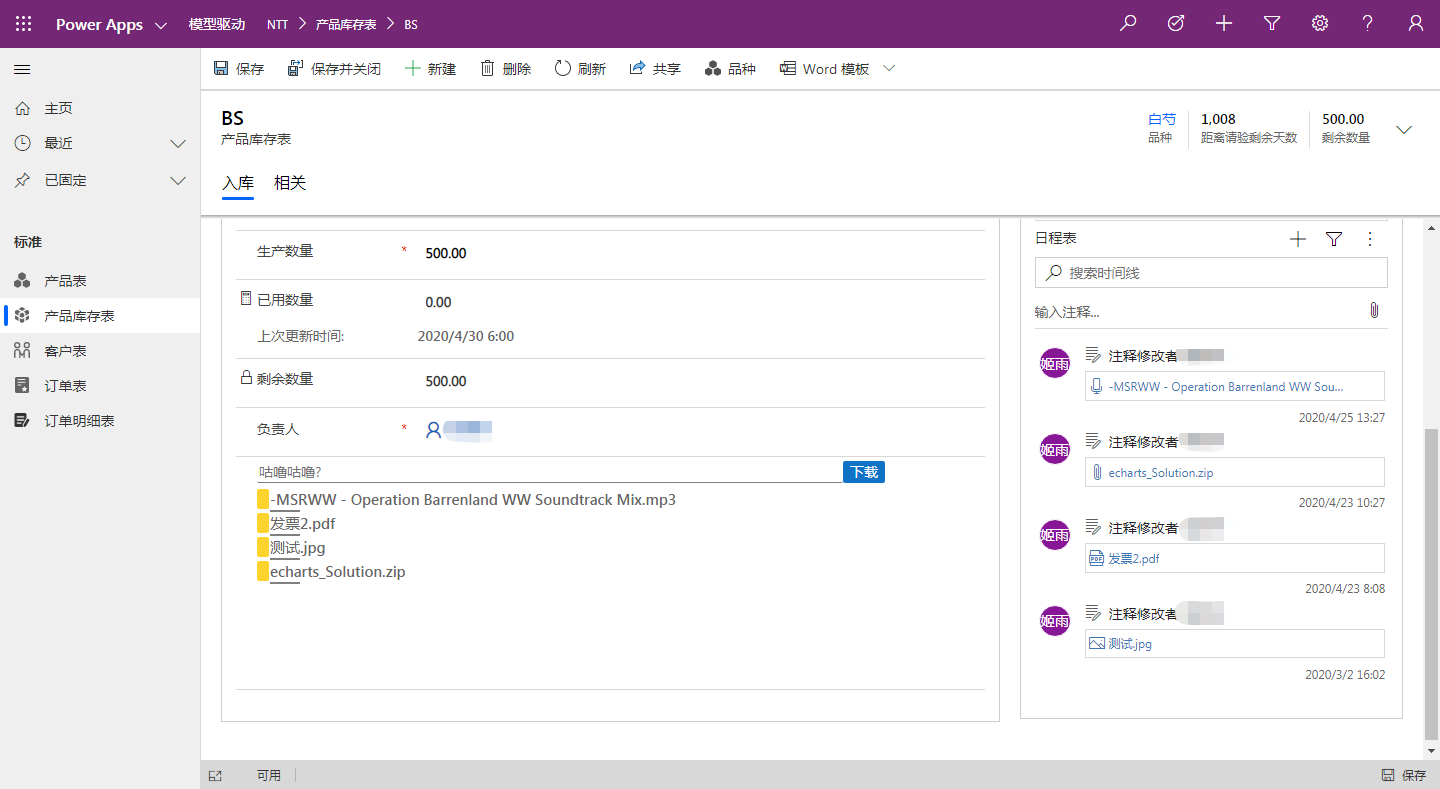 Power Apps 模型驱动 NTT 产品库存表 BS
保存 保存并关闭 新建 删除 刷新 共享 品种 Word 模板
主页
最近
已固定
标准
产品表
产品库存表
客户表
订单表
订单明细表
BS
产品库存表
白芍 1,008 500.00
品种 距离请验剩余天数 剩余数量
入库 相关
生产数量 * 500.00
已用数量 0.00
上次更新时间: 2020/4/30 6:00
剩余数量 500.00
负责人 *
咕噜咕噜? 下载
-MSRWW - Operation Barrenland WW Soundtrack Mix.mp3
发票2.pdf
测试.jpg
echarts_Solution.zip
日程表
搜索时间线
输入注释...
姬雨 注释修改者
-MSRWW - Operation Barrenland WW Sou...
2020/4/25 13:27
姬雨 注释修改者
echarts_Solution.zip
2020/4/23 10:27
姬雨 注释修改者
PDF 发票2.pdf
2020/4/23 8:08
姬雨 注释修改者
测试.jpg
2020/3/2 16:02
可用 保存